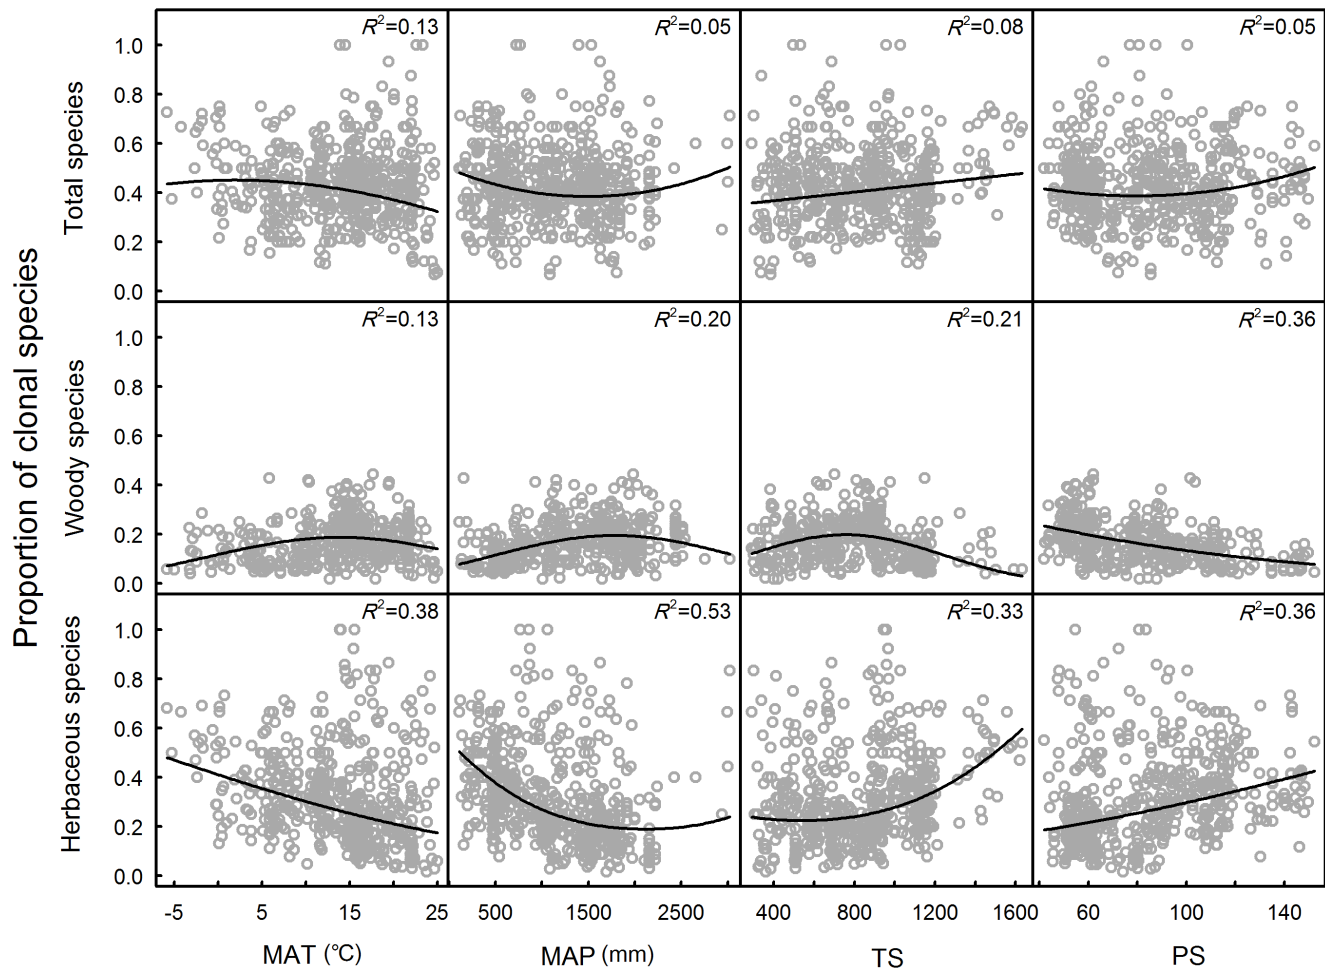 Proportion of clonal species
Total species
R²=0.13
R²=0.05
R²=0.08
R²=0.05
1.0
0.8
0.6
0.4
0.2
0.0
Woody species
R²=0.13
R²=0.20
R²=0.21
R²=0.36
1.0
0.8
0.6
0.4
0.2
0.0
Herbaceous species
R²=0.38
R²=0.53
R²=0.33
R²=0.36
1.0
0.8
0.6
0.4
0.2
0.0
-5 5 15 25
500 1500 2500
400 800 1200 1600
60 100 140
MAT (℃)
MAP (mm)
TS
PS